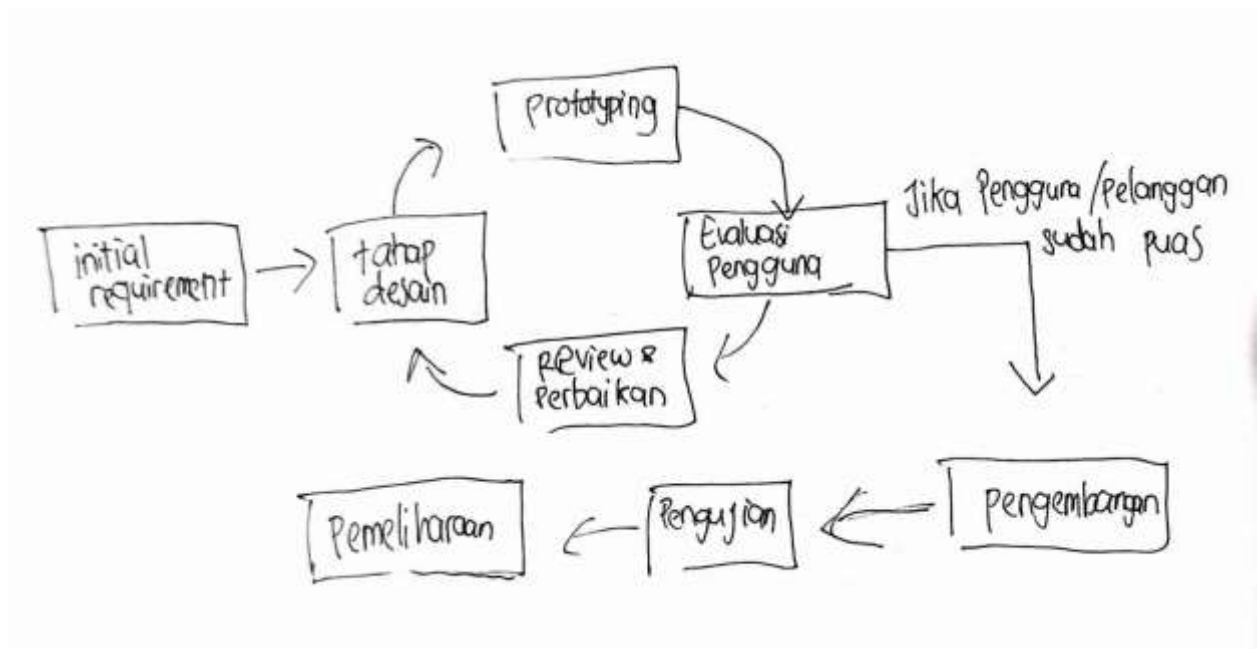 prototyping
Jika Pengguna/pelanggan
sudah puas
initial
requirement
tahap
desain
Evaluasi
pengguna
Review &
Perbaikan
Pemeliharaan
Pengujian
pengembangan